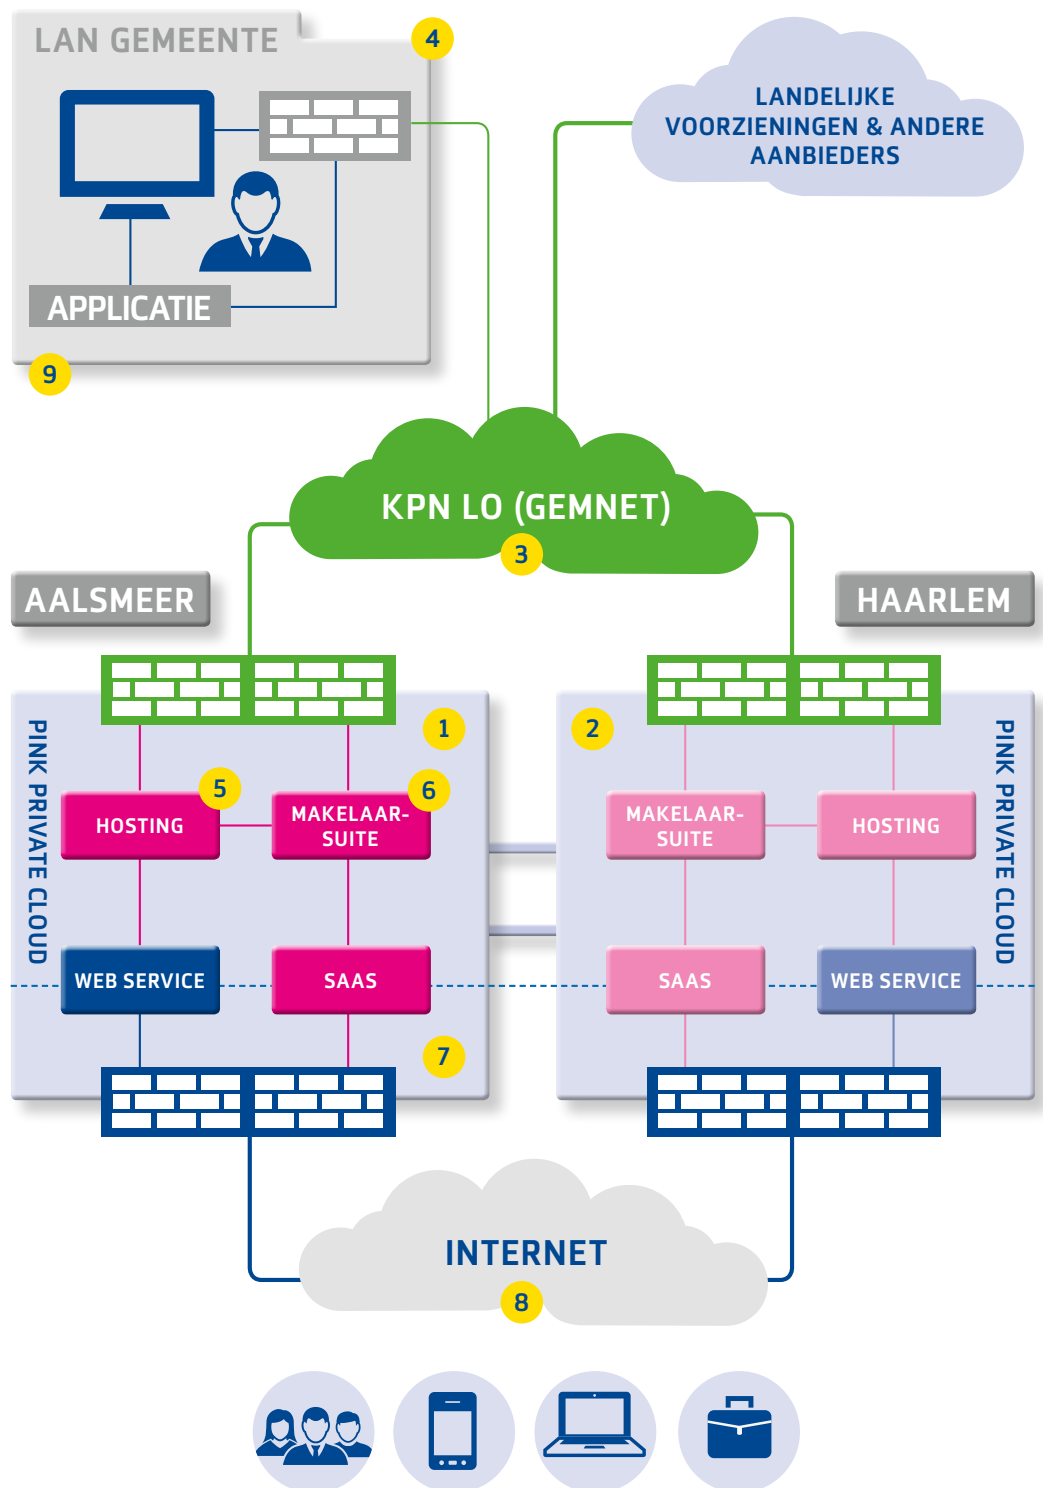 LAN GEMEENTE
4
LANDELIJKE
VOORZIENINGEN & ANDERE
AANBIEDERS
APPLICATIE
9
KPN LO (GEMNET)
3
AALSMEER
HAARLEM
1
2
PINK PRIVATE CLOUD
PINK PRIVATE CLOUD
5
6
HOSTING
MAKELAAR-
SUITE
MAKELAAR-
SUITE
HOSTING
WEB SERVICE
SAAS
SAAS
WEB SERVICE
7
INTERNET
8